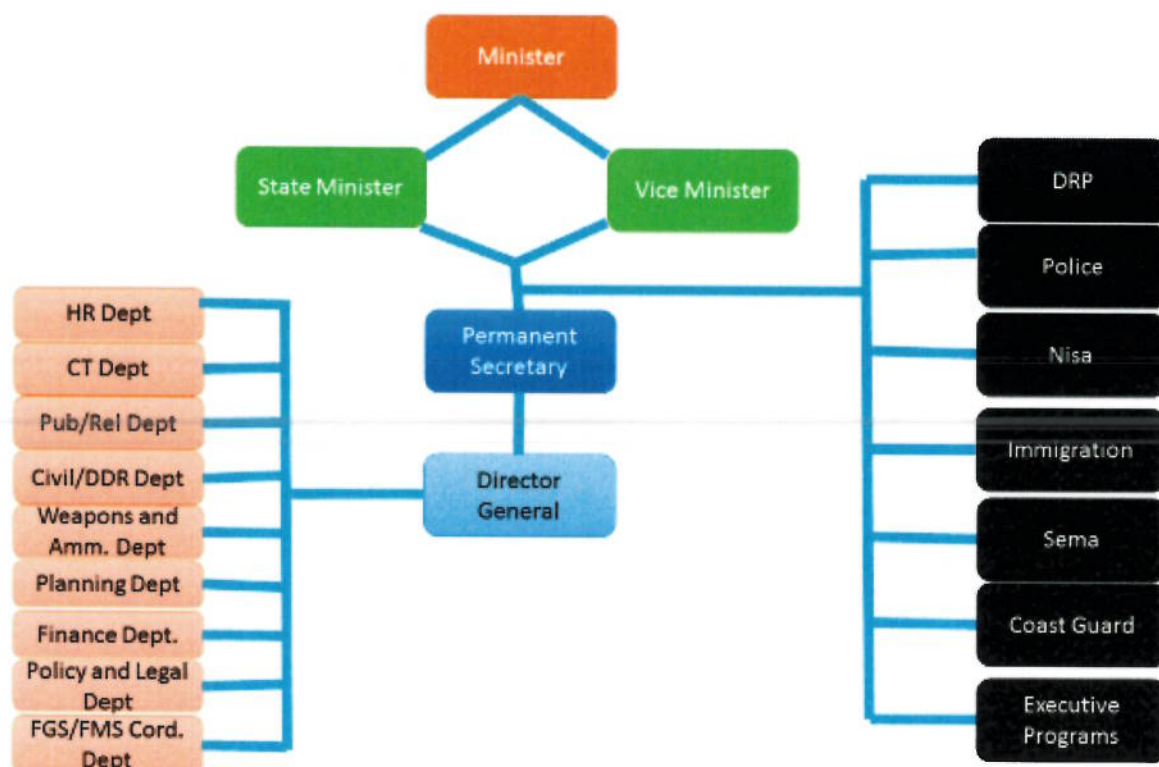 Minister
State Minister
Vice Minister
Permanent
Secretary
Director
General
HR Dept
CT Dept
Pub/Rel Dept
Civil/DDR Dept
Weapons and
Amm. Dept
Planning Dept
Finance Dept.
Policy and Legal
Dept
FGS/FMS Cord.
Dept
DRP
Police
Nisa
Immigration
Sema
Coast Guard
Executive
Programs